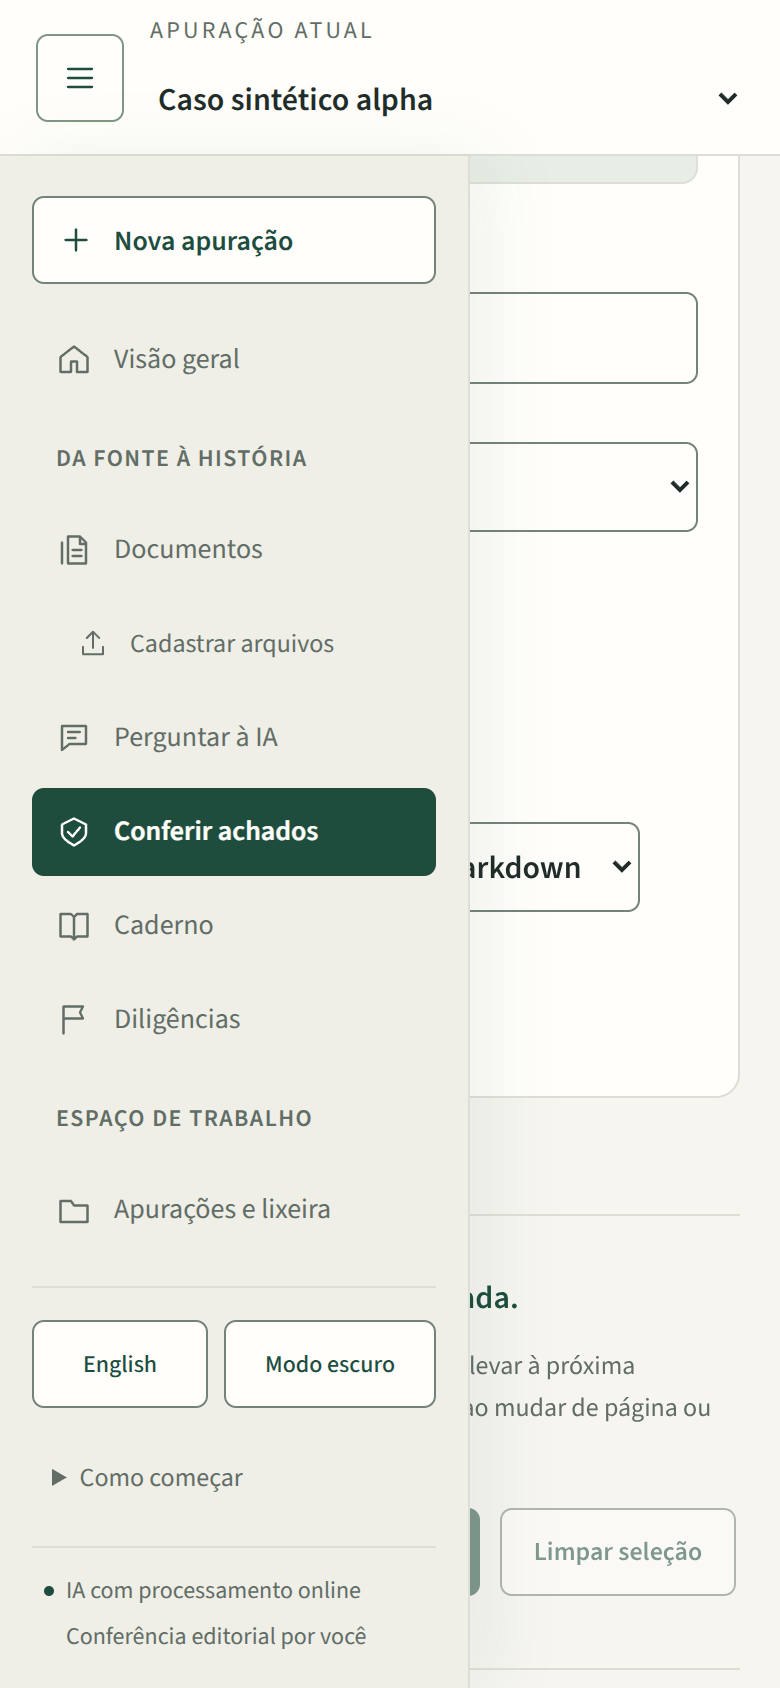 APURAÇÃO ATUAL
Caso sintético alpha
Nova apuração
Visão geral
DA FONTE À HISTÓRIA
Documentos
Cadastrar arquivos
Perguntar à IA
Conferir achados
arkdown
Caderno
Diligências
ESPAÇO DE TRABALHO
Apurações e lixeira
da.
English
Modo escuro
levar à próxima
ao mudar de página ou
Como começar
Limpar seleção
IA com processamento online
Conferência editorial por você